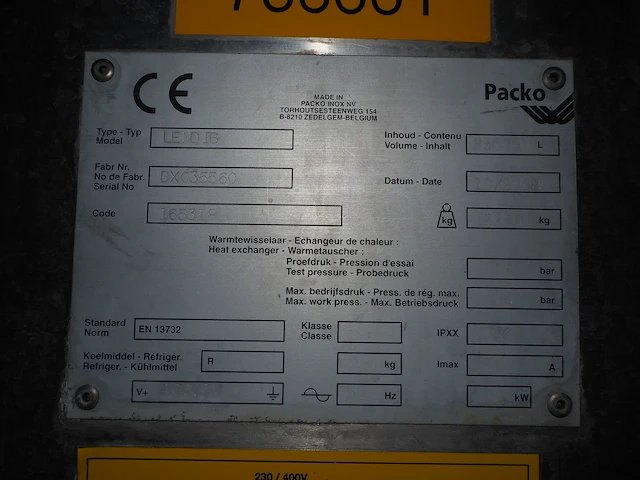 CE
MADE IN
PACKO INOX NV
TORHOUTSESTEENWEG 154
B-8210 ZEDELGEM-BELGIUM
Packo
Type - Typ
Model
Inhoud - Contenu
Volume - Inhalt
L
Fabr Nr.
No de Fabr.
Serial No
DXC35560
Datum - Date
Code
165318
kg
kg
Warmtewisselaar - Echangeur de chaleur :
Heat exchanger - Warmetauscher :
Proefdruk - Pression d'essai
Test pressure - Probedruck
bar
Max. bedrijfsdruk - Press. de rég. max.
Max. work press. - Max. Betriebsdruck
bar
Standard
Norm
EN 13732
Klasse
Classe
IPXX
Koelmiddel - Réfrigér.
Refriger. - Kühlmittel
R
kg
Imax
A
V+
Hz
kW
230 / 400V